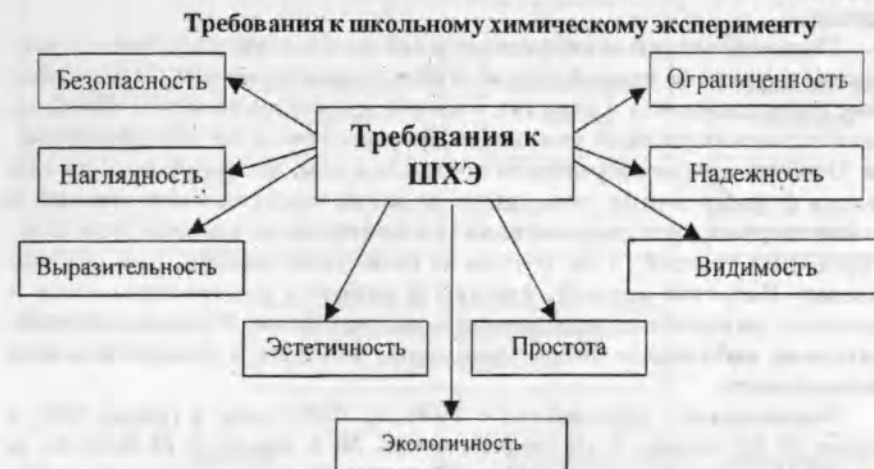 Требования к школьному химическому эксперименту
Безопасность
Ограниченность
Требования к
ШХЭ
Наглядность
Надежность
Выразительность
Видимость
Эстетичность
Простота
Экологичность